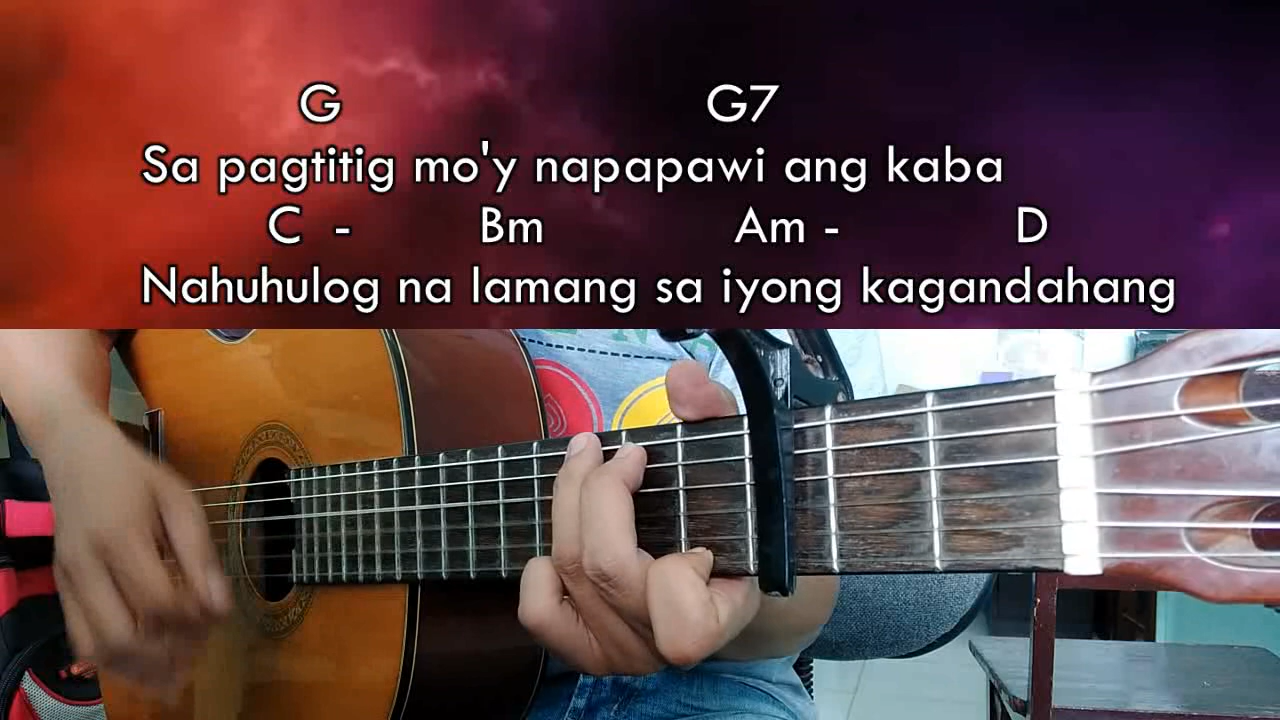 G G7
Sa pagtitig mo'y napapawi ang kaba
C - Bm Am - D
Nahuhulog na lamang sa iyong kagandahang